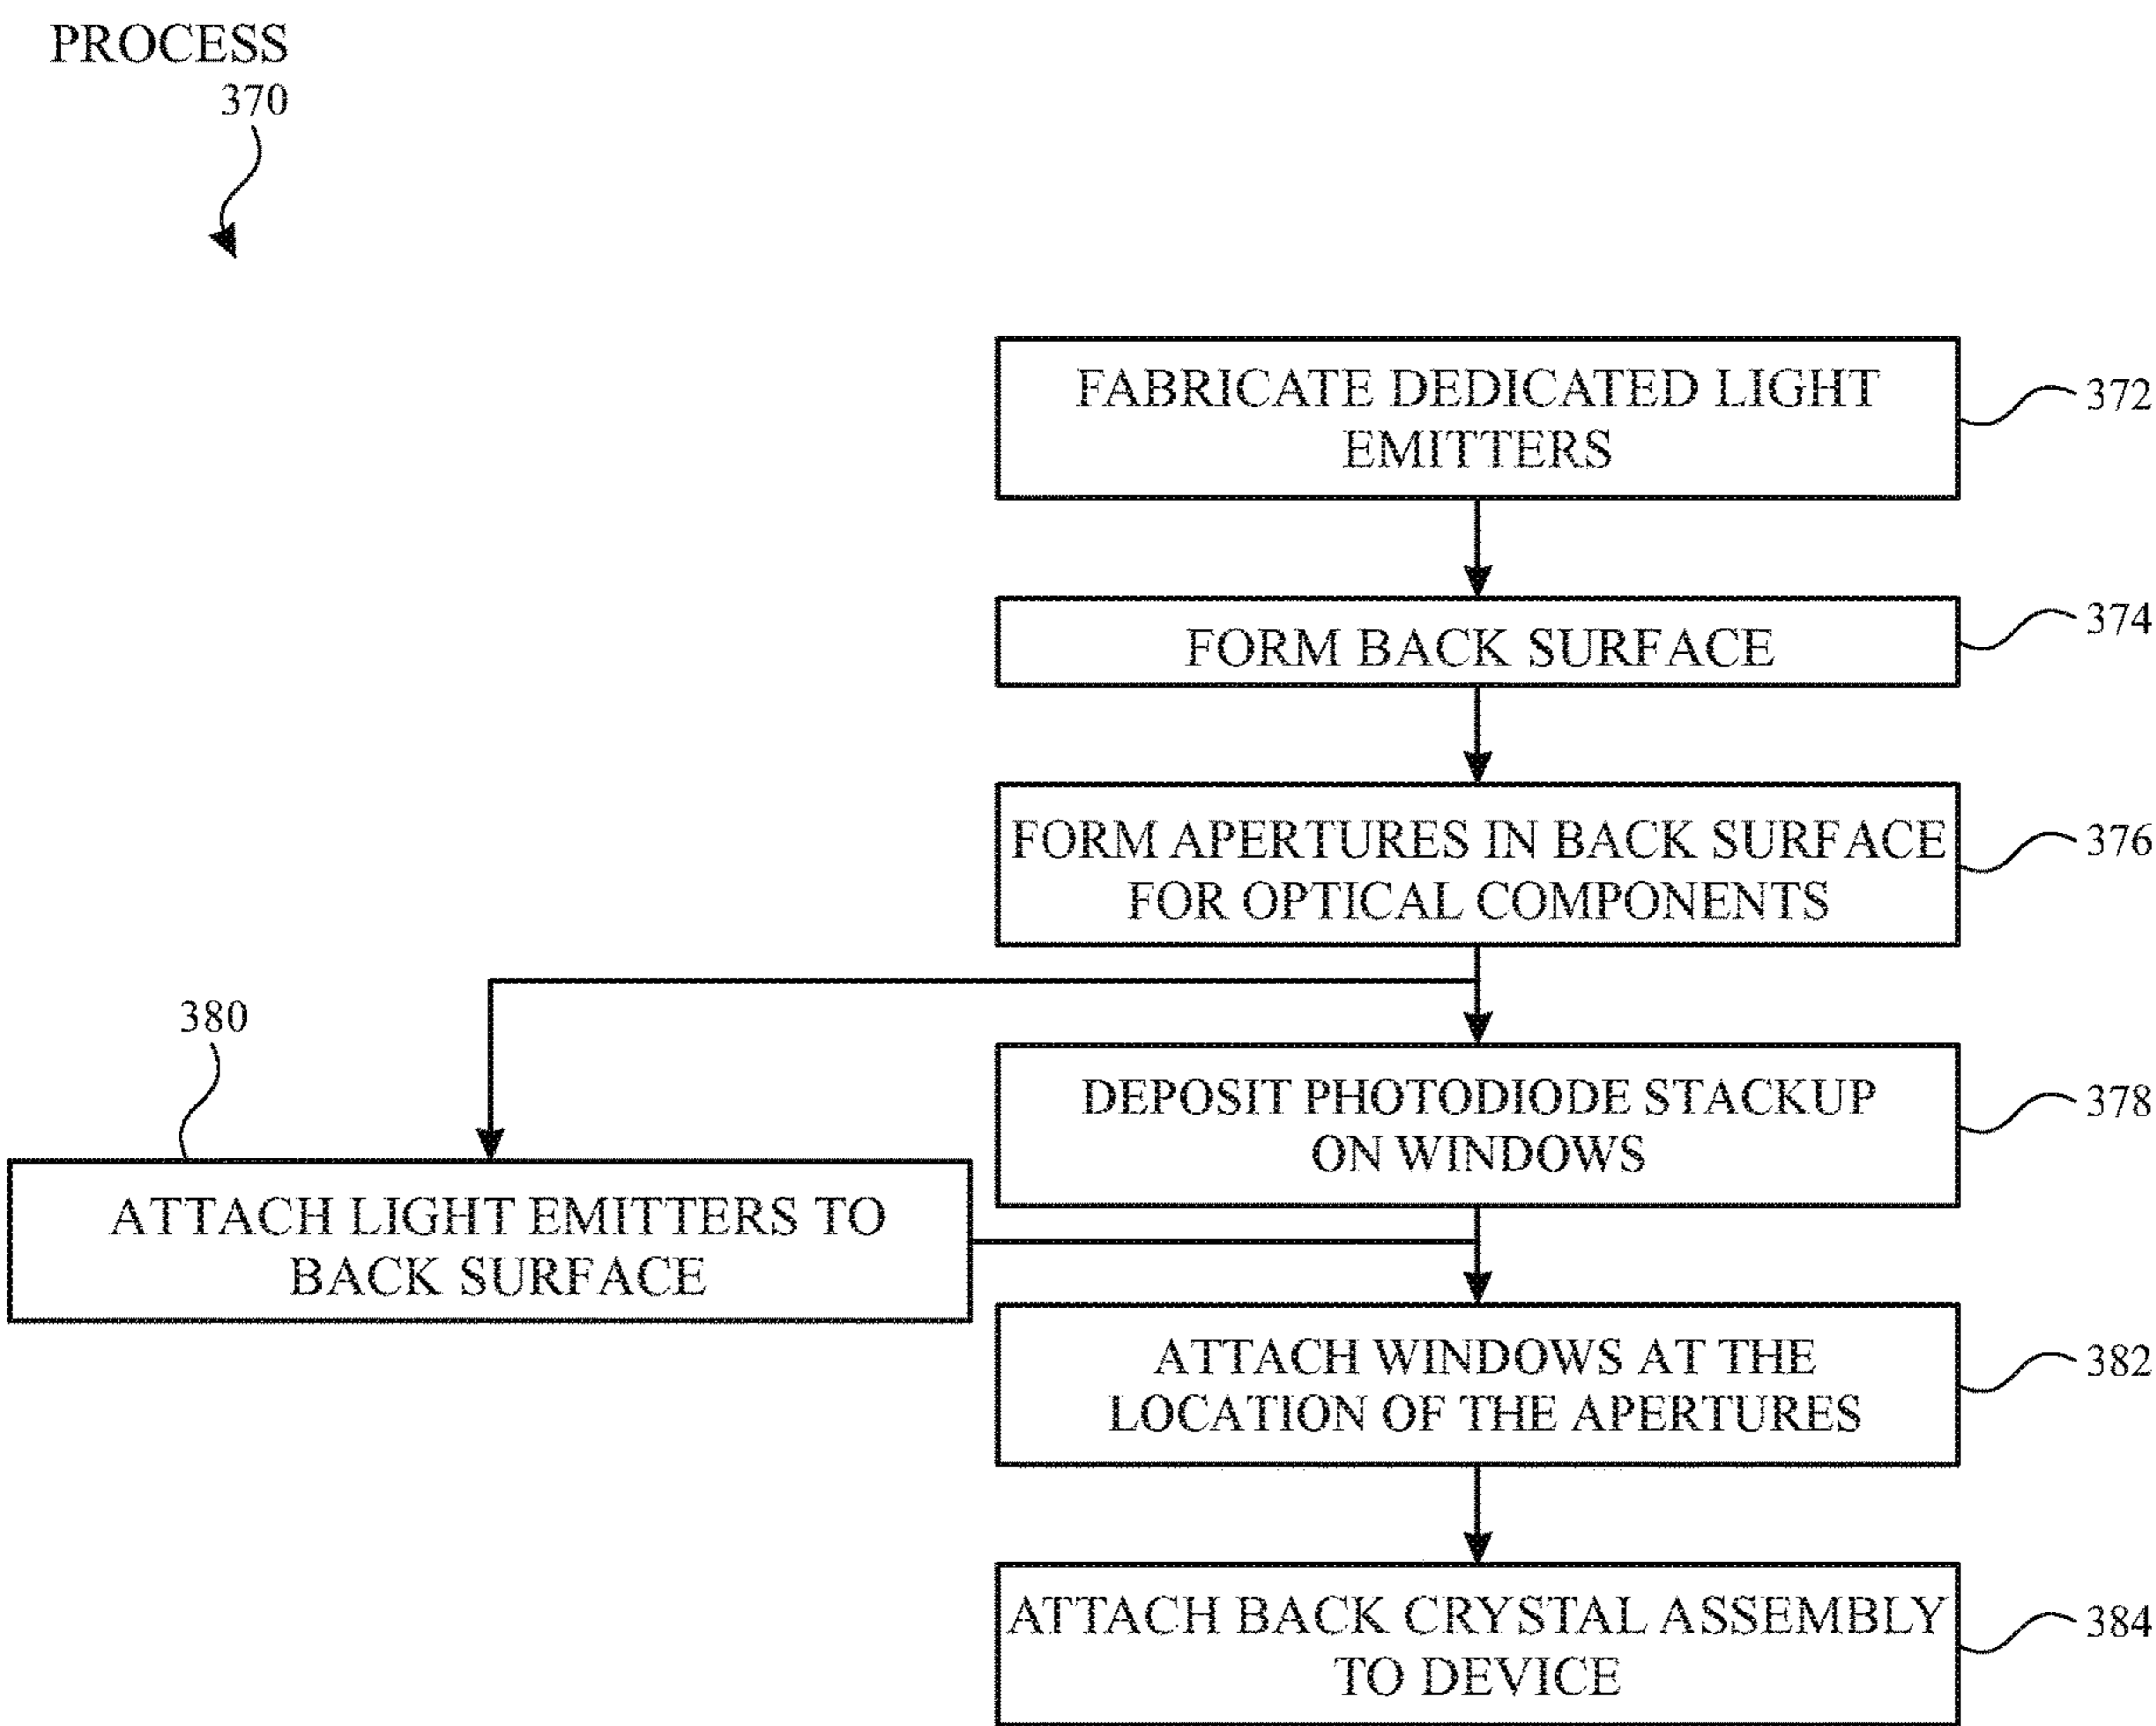 PROCESS
370
FABRICATE DEDICATED LIGHT
EMITTERS
372
FORM BACK SURFACE
374
FORM APERTURES IN BACK SURFACE
FOR OPTICAL COMPONENTS
376
380
DEPOSIT PHOTODIODE STACKUP
ON WINDOWS
378
ATTACH LIGHT EMITTERS TO
BACK SURFACE
ATTACH WINDOWS AT THE
LOCATION OF THE APERTURES
382
ATTACH BACK CRYSTAL ASSEMBLY
TO DEVICE
384